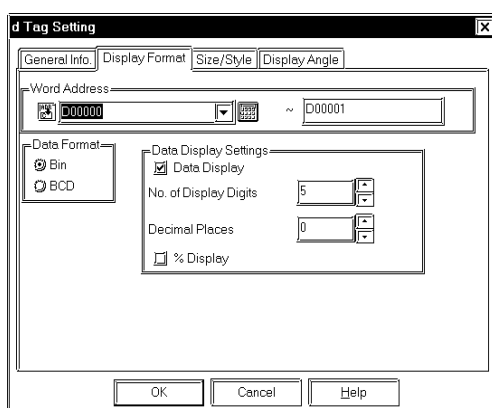 d Tag Setting
General Info. Display Format Size/Style Display Angle
Word Address
D00000 ~ D00001
Data Format
Bin
BCD
Data Display Settings
Data Display
No. of Display Digits 5
Decimal Places 0
% Display
OK Cancel Help